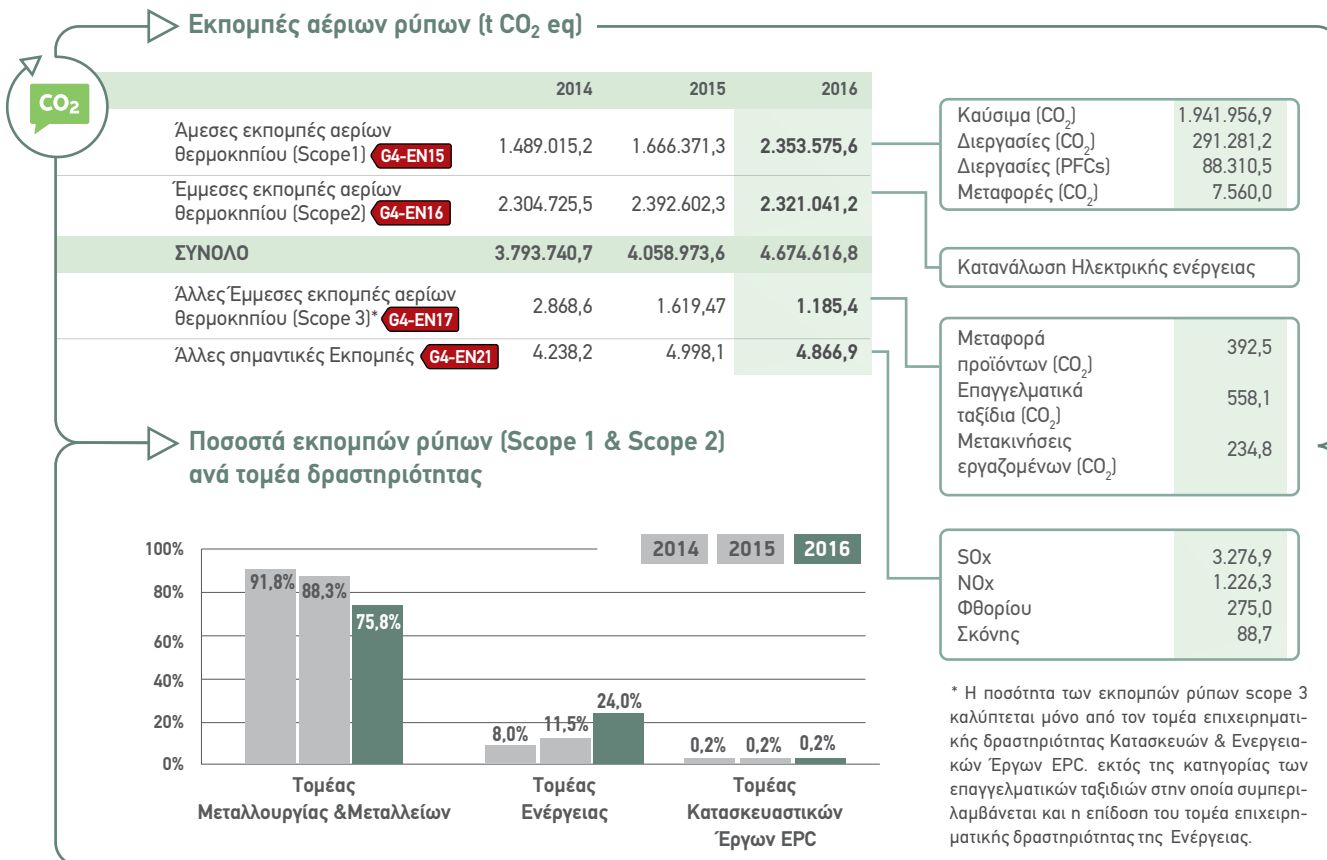 Εκπομπές αέριων ρύπων (t CO₂ eq)
CO₂
2014 2015 2016
Άμεσες εκπομπές αερίων
θερμοκηπίου (Scope1) G4-EN15 1.489.015,2 1.666.371,3 2.353.575,6
Έμμεσες εκπομπές αερίων
θερμοκηπίου (Scope2) G4-EN16 2.304.725,5 2.392.602,3 2.321.041,2
ΣΥΝΟΛΟ 3.793.740,7 4.058.973,6 4.674.616,8
Άλλες Έμμεσες εκπομπές αερίων
θερμοκηπίου (Scope 3)* G4-EN17 2.868,6 1.619,47 1.185,4
Άλλες σημαντικές Εκπομπές G4-EN21 4.238,2 4.998,1 4.866,9
Καύσιμα (CO₂) 1.941.956,9
Διεργασίες (CO₂) 291.281,2
Διεργασίες (PFCs) 88.310,5
Μεταφορές (CO₂) 7.560,0
Κατανάλωση Ηλεκτρικής ενέργειας
Μεταφορά
προϊόντων (CO₂) 392,5
Επαγγελματικά
ταξίδια (CO₂) 558,1
Μετακινήσεις
εργαζομένων (CO₂) 234,8
SOx 3.276,9
NOx 1.226,3
Φθορίου 275,0
Σκόνης 88,7
* Η ποσότητα των εκπομπών ρύπων scope 3
καλύπτεται μόνο από τον τομέα επιχειρηματι-
κής δραστηριότητας Κατασκευών & Ενεργεια-
κών Έργων EPC. εκτός της κατηγορίας των
επαγγελματικών ταξιδιών στην οποία συμπερι-
λαμβάνεται και η επίδοση του τομέα επιχειρη-
ματικής δραστηριότητας της Ενέργειας.
Ποσοστά εκπομπών ρύπων (Scope 1 & Scope 2)
ανά τομέα δραστηριότητας
2014 2015 2016
100%
80%
60%
40%
20%
0%
91,8% 88,3% 75,8%
8,0% 11,5% 24,0%
0,2% 0,2% 0,2%
Τομέας
Μεταλλουργίας &Μεταλλείων
Τομέας
Ενέργειας
Τομέας
Κατασκευαστικών
Έργων EPC